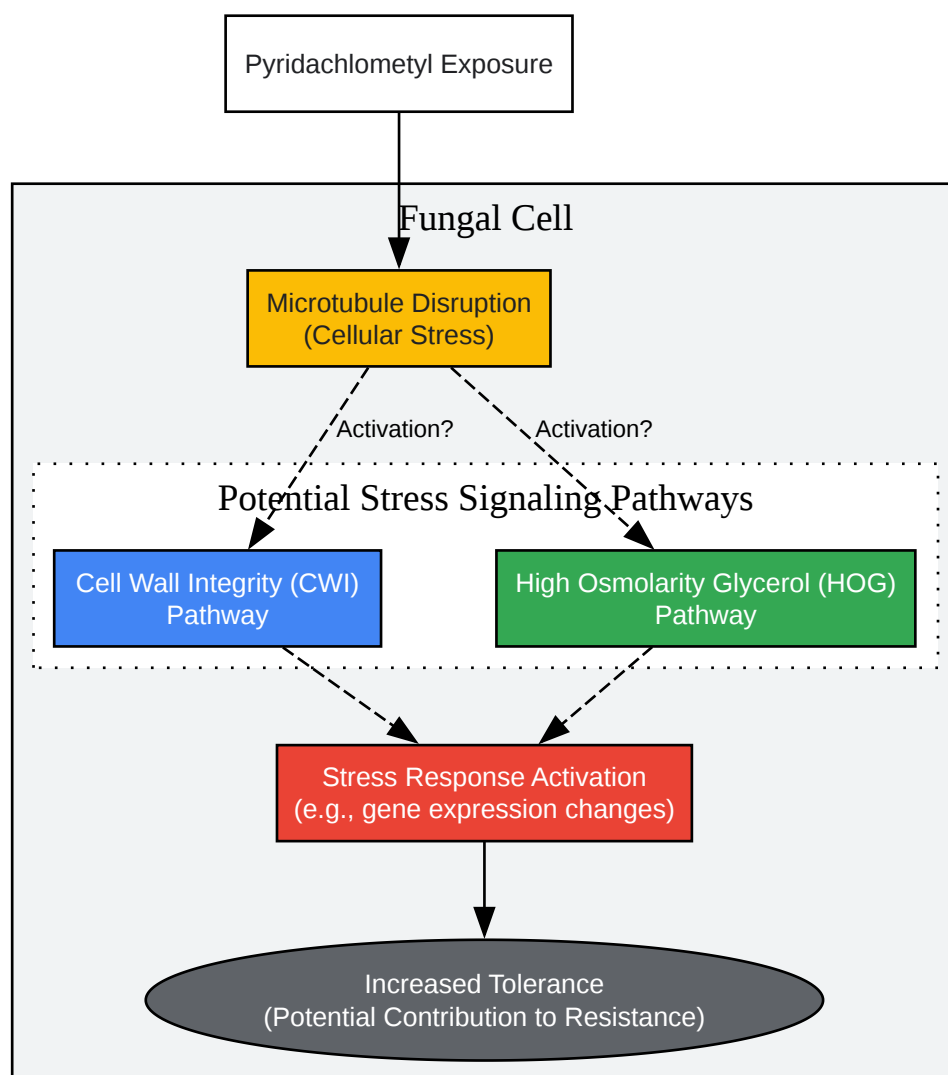 Pyridachlometyl Exposure
Fungal Cell
Microtubule Disruption
(Cellular Stress)
Activation?
Activation?
Potential Stress Signaling Pathways
Cell Wall Integrity (CWI)
Pathway
High Osmolarity Glycerol (HOG)
Pathway
Stress Response Activation
(e.g., gene expression changes)
Increased Tolerance
(Potential Contribution to Resistance)